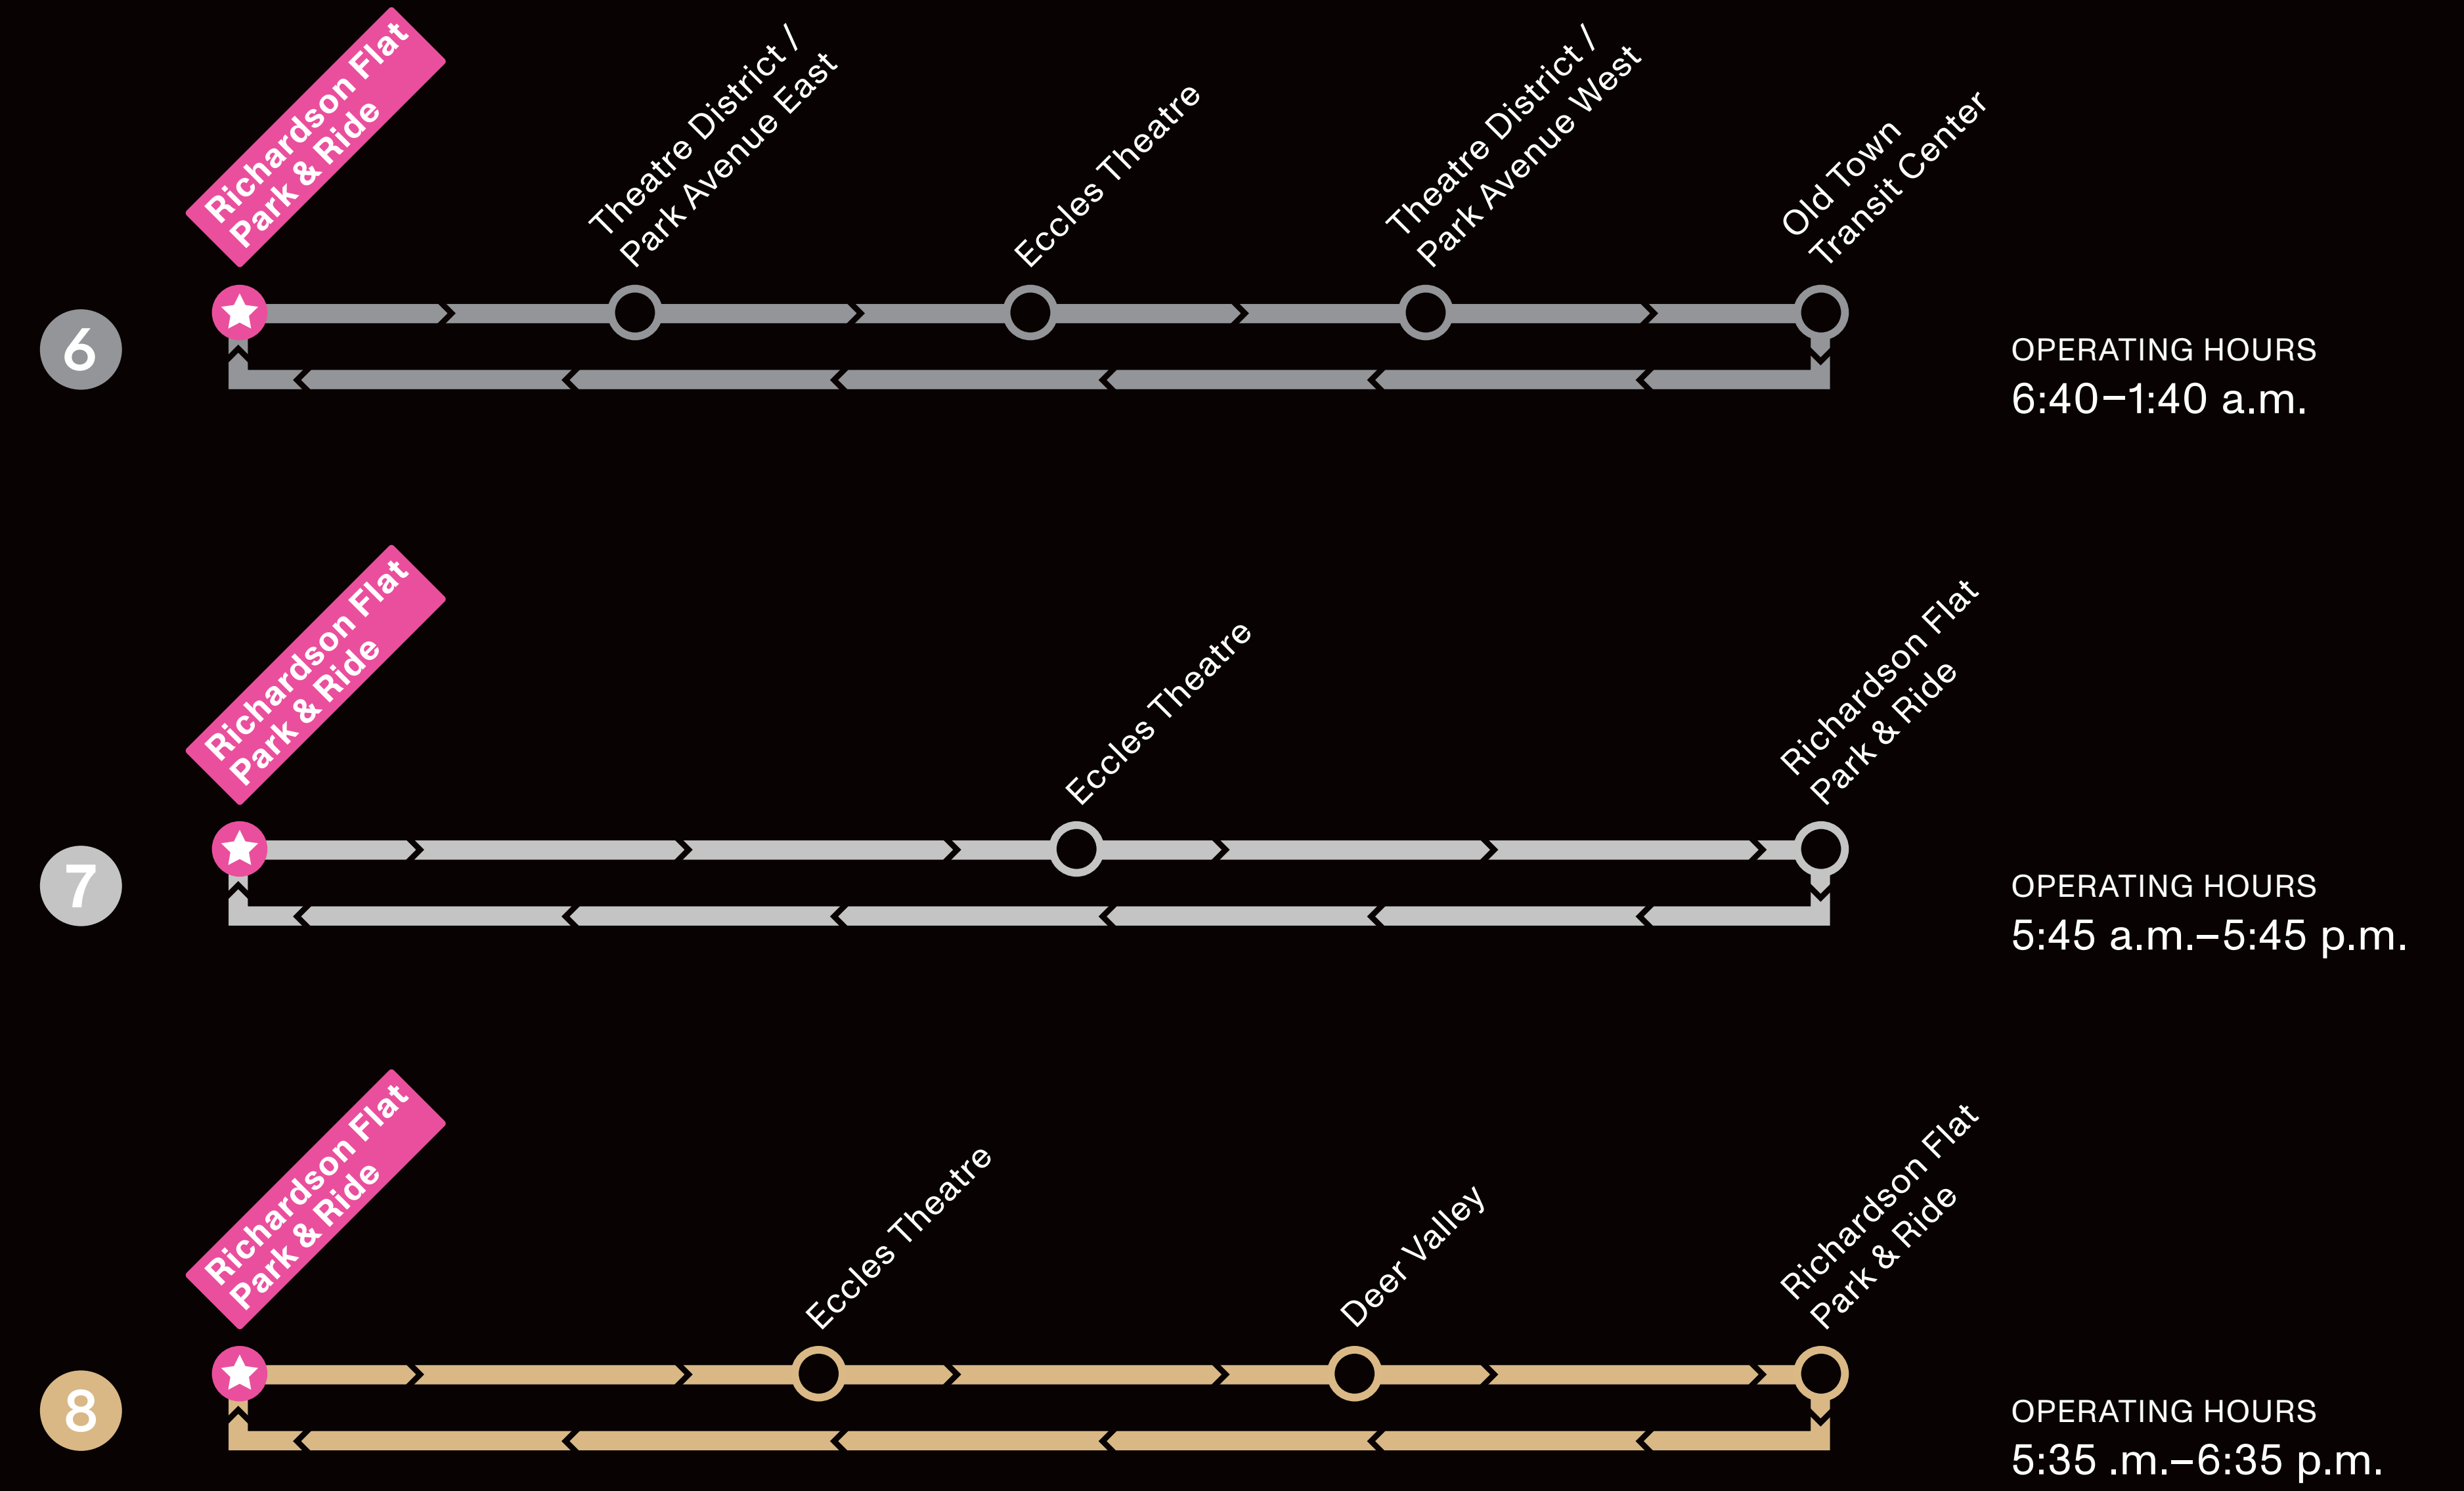 Richardson Flat
Park & Ride
Theatre District /
Park Avenue East
Eccles Theatre
Theatre District /
Park Avenue West
Old Town
Transit Center
6
OPERATING HOURS
6:40–1:40 a.m.
Richardson Flat
Park & Ride
Eccles Theatre
Richardson Flat
Park & Ride
7
OPERATING HOURS
5:45 a.m.–5:45 p.m.
Richardson Flat
Park & Ride
Eccles Theatre
Deer Valley
Richardson Flat
Park & Ride
8
OPERATING HOURS
5:35 .m.–6:35 p.m.